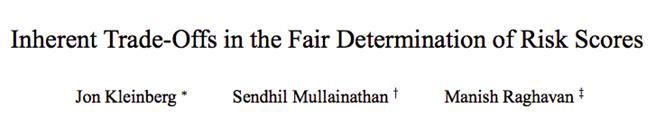 Inherent Trade-Offs in the Fair Determination of Risk Scores
Jon Kleinberg * Sendhil Mullainathan † Manish Raghavan ‡